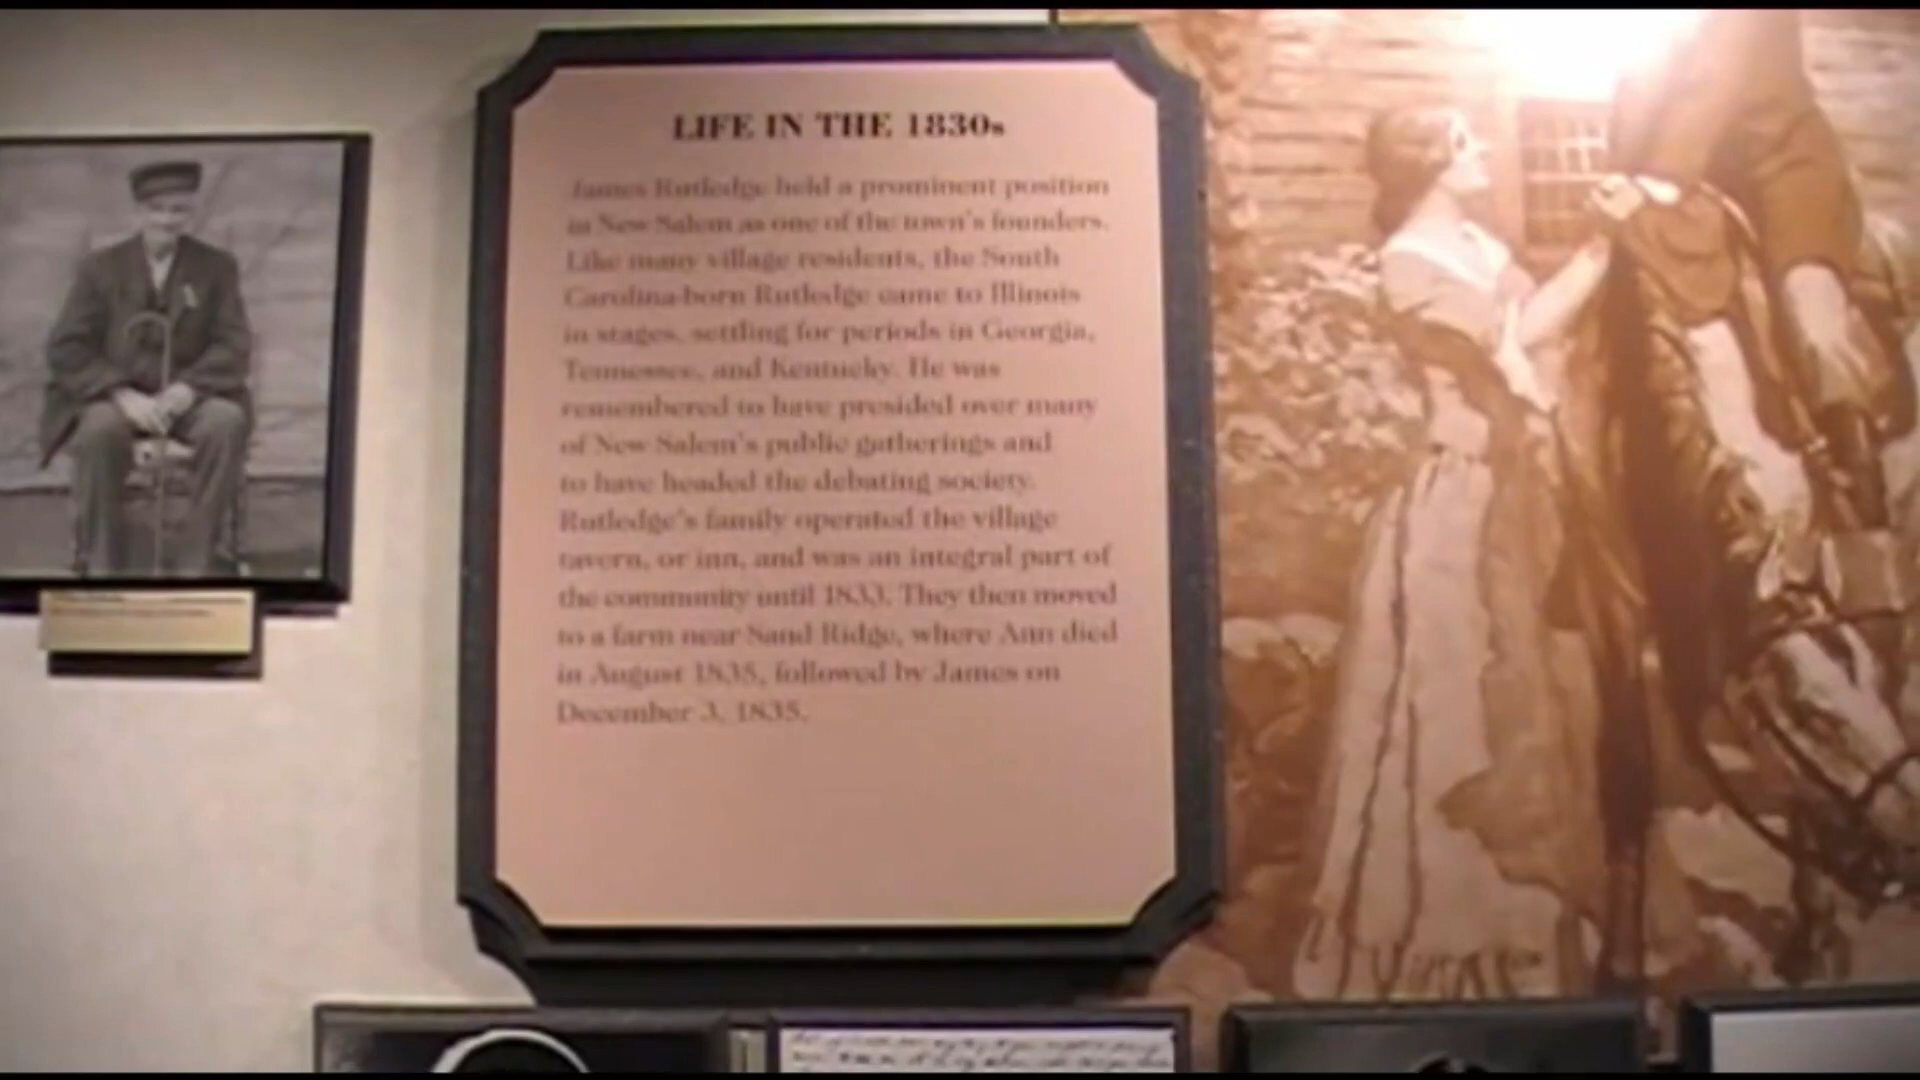 LIFE IN THE 1830s
James Rutledge held a prominent position
in New Salem as one of the town's founders.
Like many village residents, the South
Carolina-born Rutledge came to Illinois
in stages, settling for periods in Georgia,
Tennessee, and Kentucky. He was
remembered to have presided over many
of New Salem's public gatherings and
to have headed the debating society.
Rutledge's family operated the village
tavern, or inn, and was an integral part of
the community until 1833. They then moved
to a farm near Sand Ridge, where Ann died
in August 1835, followed by James on
December 3, 1835.